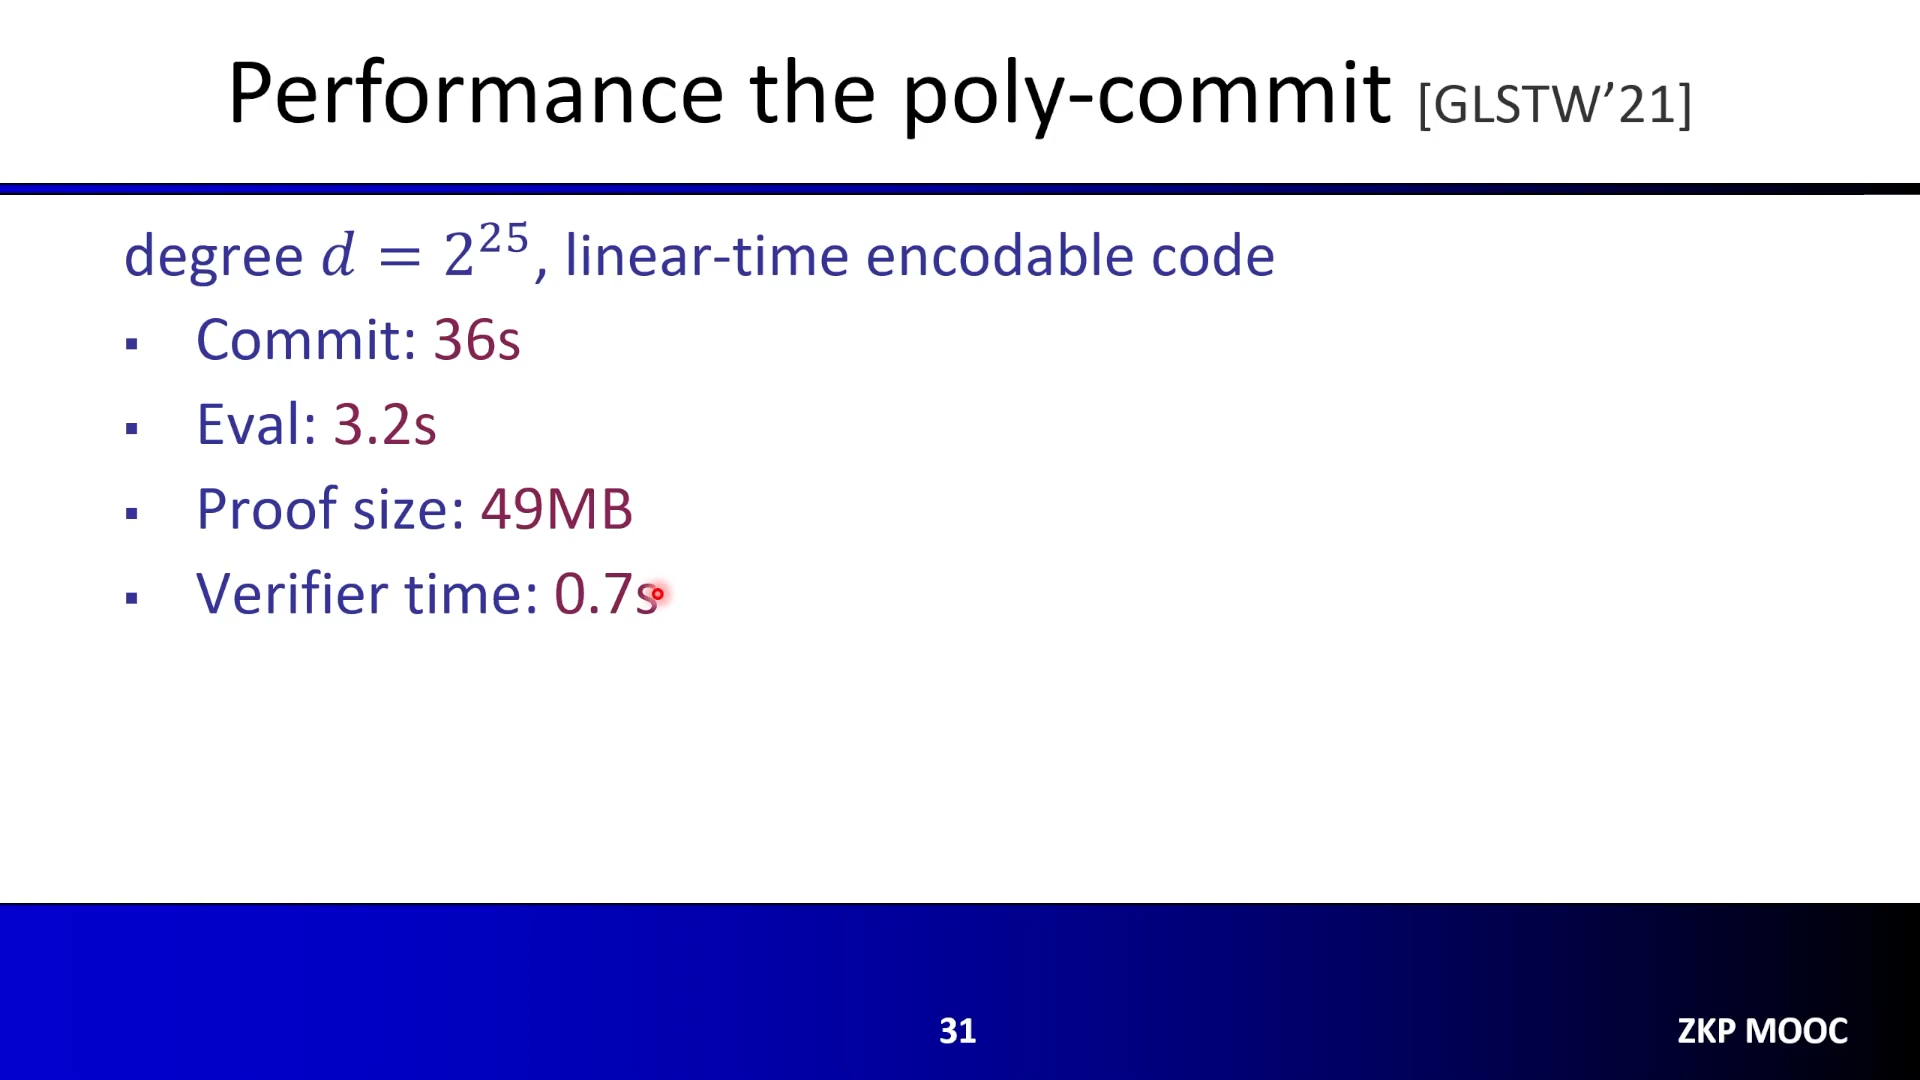 Performance the poly-commit [GLSTW’21]
degree d = 2²⁵, linear-time encodable code
▪ Commit: 36s
▪ Eval: 3.2s
▪ Proof size: 49MB
▪ Verifier time: 0.7s
31
ZKP MOOC